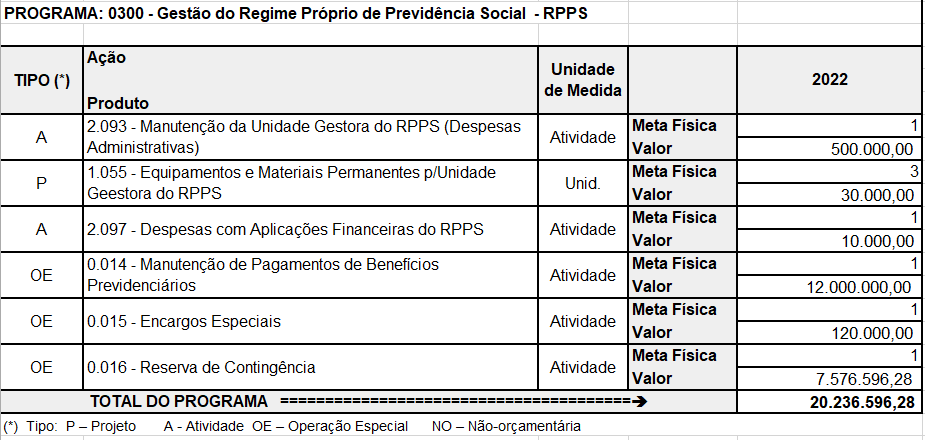 PROGRAMA: 0300 - Gestão do Regime Próprio de Previdência Social - RPPS
TIPO (*)
Ação
Produto
Unidade
de Medida
2022
A
2.093 - Manutenção da Unidade Gestora do RPPS (Despesas
Administrativas)
Atividade
Meta Física
1
Valor
500.000,00
P
1.055 - Equipamentos e Materiais Permanentes p/Unidade
Geestora do RPPS
Unid.
Meta Física
3
Valor
30.000,00
A
2.097 - Despesas com Aplicações Financeiras do RPPS
Atividade
Meta Física
1
Valor
10.000,00
OE
0.014 - Manutenção de Pagamentos de Benefícios
Previdenciários
Atividade
Meta Física
1
Valor
12.000.000,00
OE
0.015 - Encargos Especiais
Atividade
Meta Física
1
Valor
120.000,00
OE
0.016 - Reserva de Contingência
Atividade
Meta Física
1
Valor
7.576.596,28
TOTAL DO PROGRAMA =======================================➔
20.236.596,28
(*) Tipo: P – Projeto A - Atividade OE – Operação Especial NO – Não-orçamentária